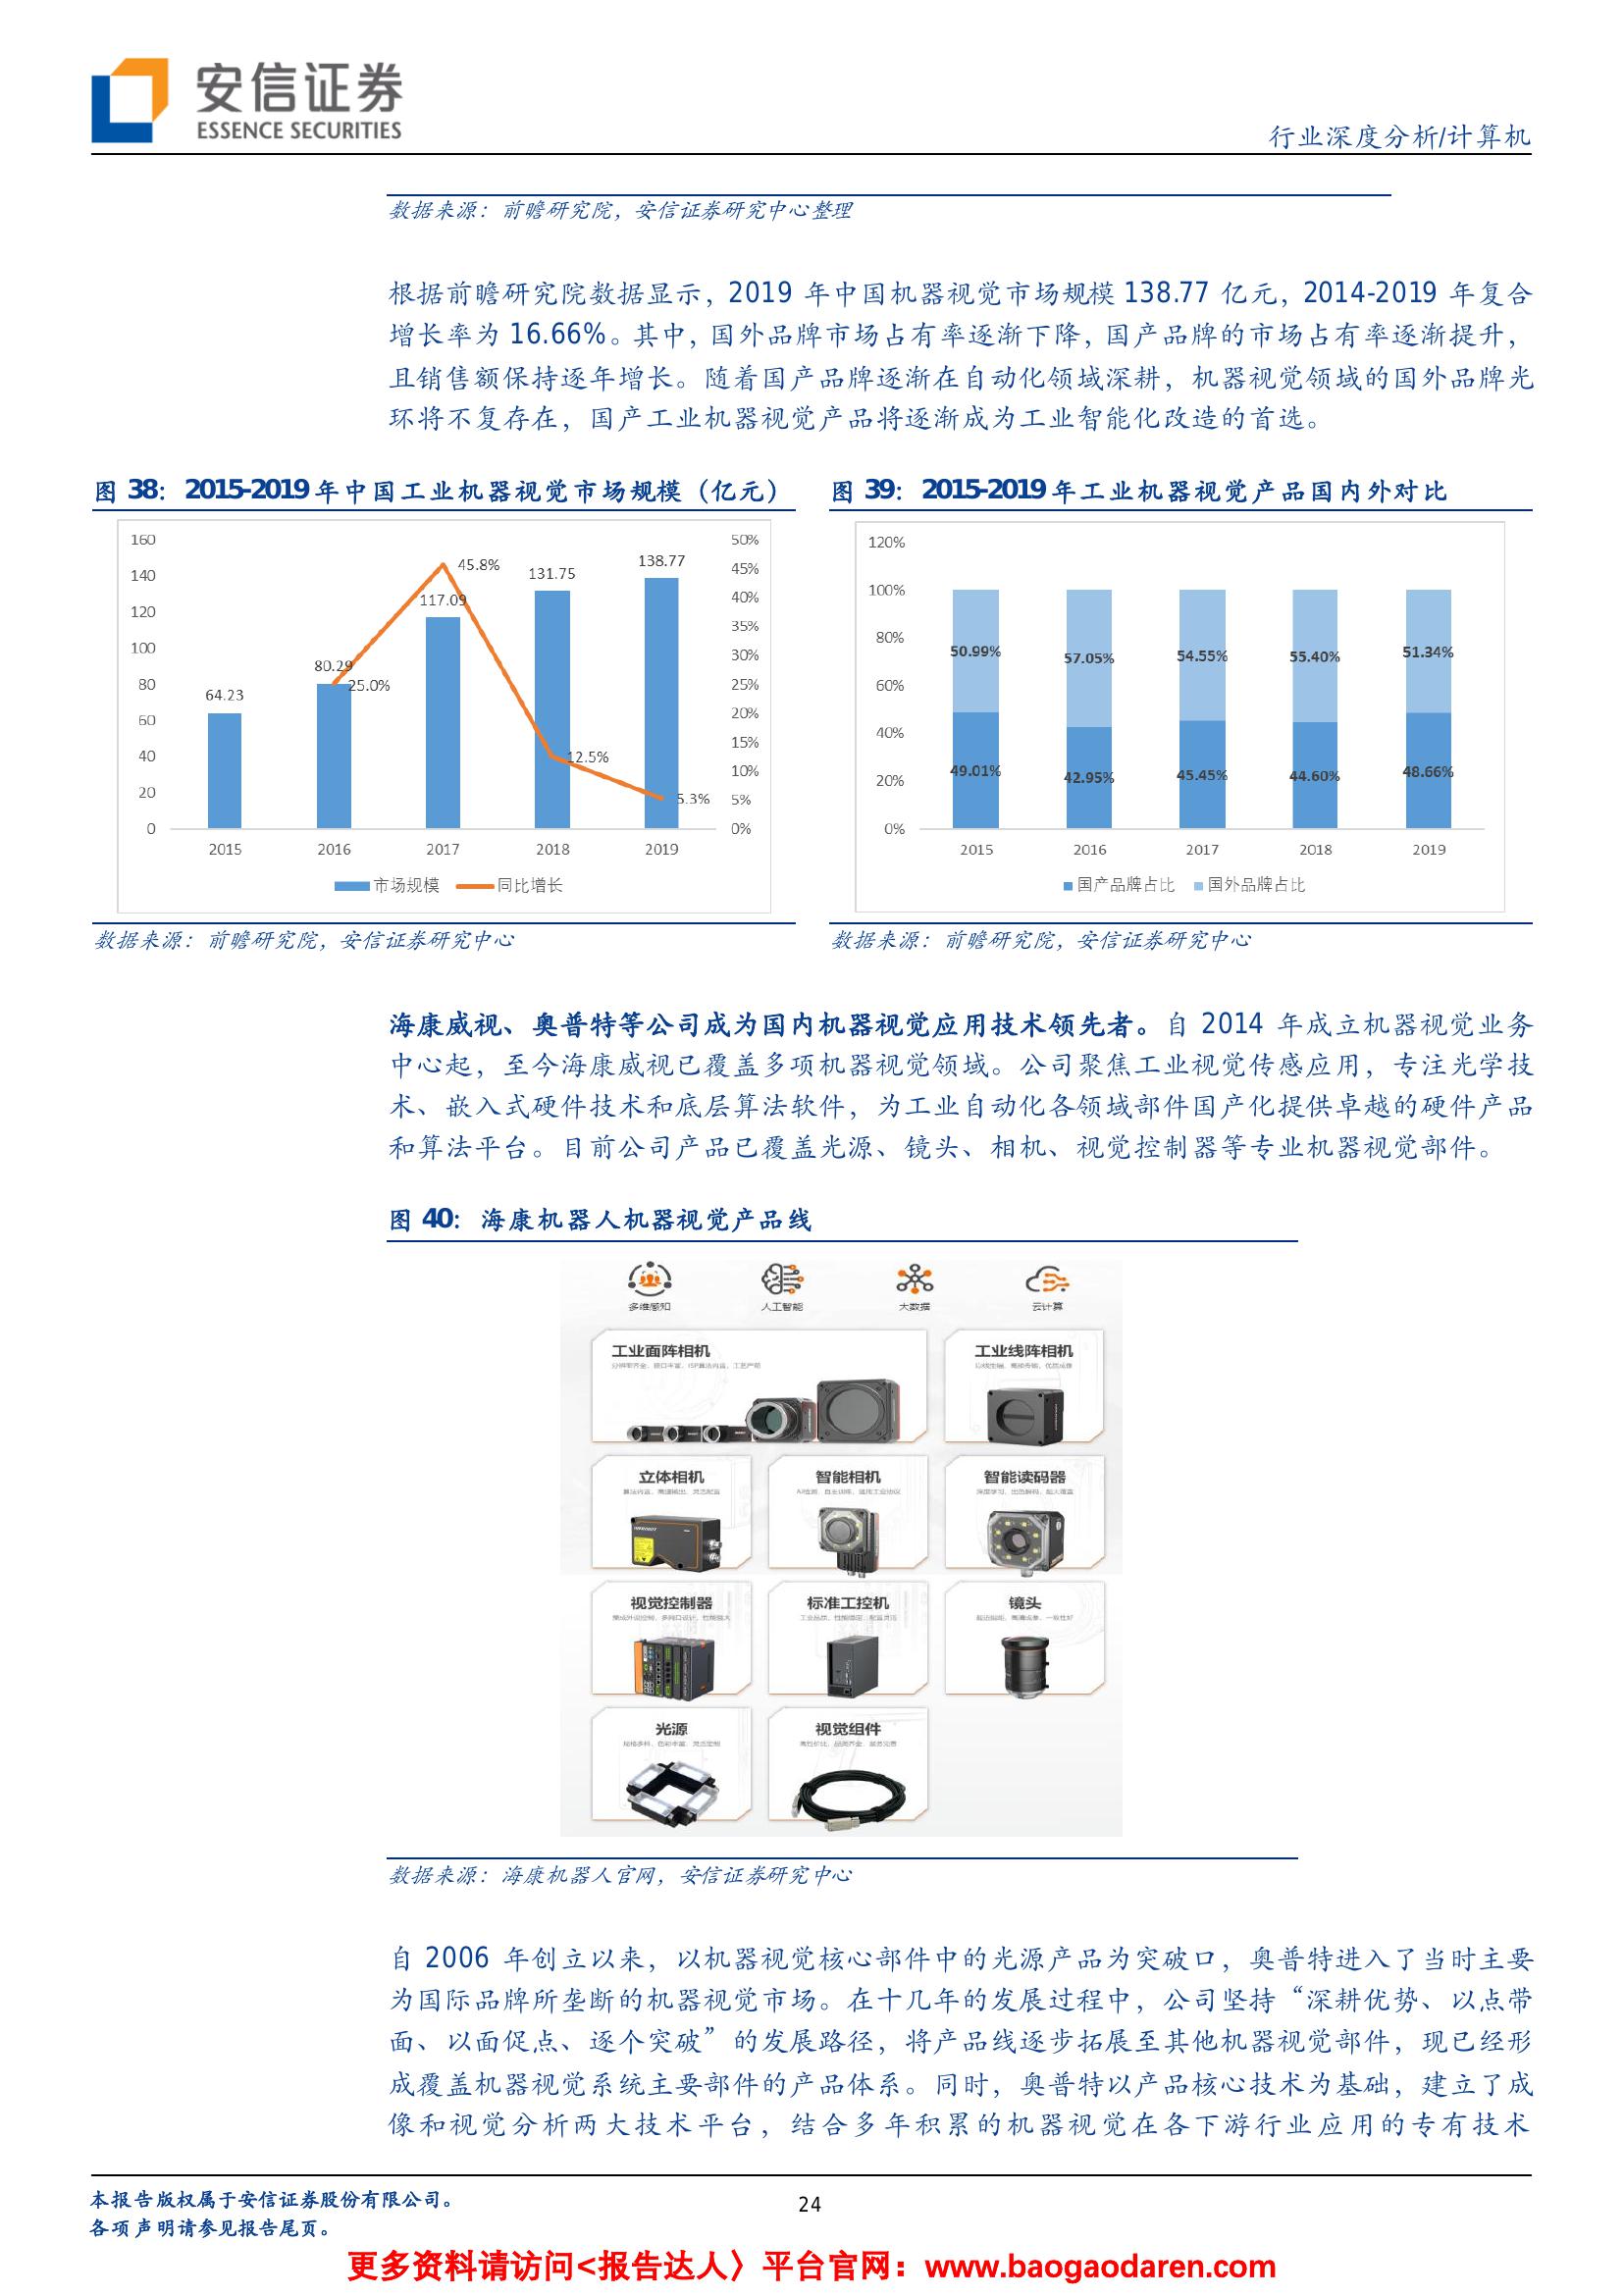 安信证券
ESSENCE SECURITIES
行业深度分析/计算机
数据来源：前瞻研究院，安信证券研究中心整理
根据前瞻研究院数据显示，2019 年中国机器视觉市场规模 138.77 亿元，2014-2019 年复合
增长率为 16.66%。其中，国外品牌市场占有率逐渐下降，国产品牌的市场占有率逐渐提升，
且销售额保持逐年增长。随着国产品牌逐渐在自动化领域深耕，机器视觉领域的国外品牌光
环将不复存在，国产工业机器视觉产品将逐渐成为工业智能化改造的首选。
图 38：2015-2019 年中国工业机器视觉市场规模（亿元）
160
140
120
100
80
60
40
20
0
50%
45%
40%
35%
30%
25%
20%
15%
10%
5%
0%
64.23
80.29
117.09
131.75
138.77
25.0%
45.8%
12.5%
5.3%
2015 2016 2017 2018 2019
市场规模 同比增长
数据来源：前瞻研究院，安信证券研究中心
图 39：2015-2019 年工业机器视觉产品国内外对比
120%
100%
80%
60%
40%
20%
0%
50.99% 57.05% 54.55% 55.40% 51.34%
49.01% 42.95% 45.45% 44.60% 48.66%
2015 2016 2017 2018 2019
国产品牌占比 国外品牌占比
数据来源：前瞻研究院，安信证券研究中心
海康威视、奥普特等公司成为国内机器视觉应用技术领先者。自 2014 年成立机器视觉业务
中心起，至今海康威视已覆盖多项机器视觉领域。公司聚焦工业视觉传感应用，专注光学技
术、嵌入式硬件技术和底层算法软件，为工业自动化各领域部件国产化提供卓越的硬件产品
和算法平台。目前公司产品已覆盖光源、镜头、相机、视觉控制器等专业机器视觉部件。
图 40：海康机器人机器视觉产品线
多维感知 人工智能 大数据 云计算
工业面阵相机 工业线阵相机
立体相机 智能相机 智能读码器
视觉控制器 标准工控机 镜头
光源 视觉组件
数据来源：海康机器人官网，安信证券研究中心
自 2006 年创立以来，以机器视觉核心部件中的光源产品为突破口，奥普特进入了当时主要
为国际品牌所垄断的机器视觉市场。在十几年的发展过程中，公司坚持“深耕优势、以点带
面、以面促点、逐个突破”的发展路径，将产品线逐步拓展至其他机器视觉部件，现已经形
成覆盖机器视觉系统主要部件的产品体系。同时，奥普特以产品核心技术为基础，建立了成
像和视觉分析两大技术平台，结合多年积累的机器视觉在各下游行业应用的专有技术
本报告版权属于安信证券股份有限公司。
各项声明请参见报告尾页。
24
更多资料请访问<报告达人〉平台官网：www.baogaodaren.com